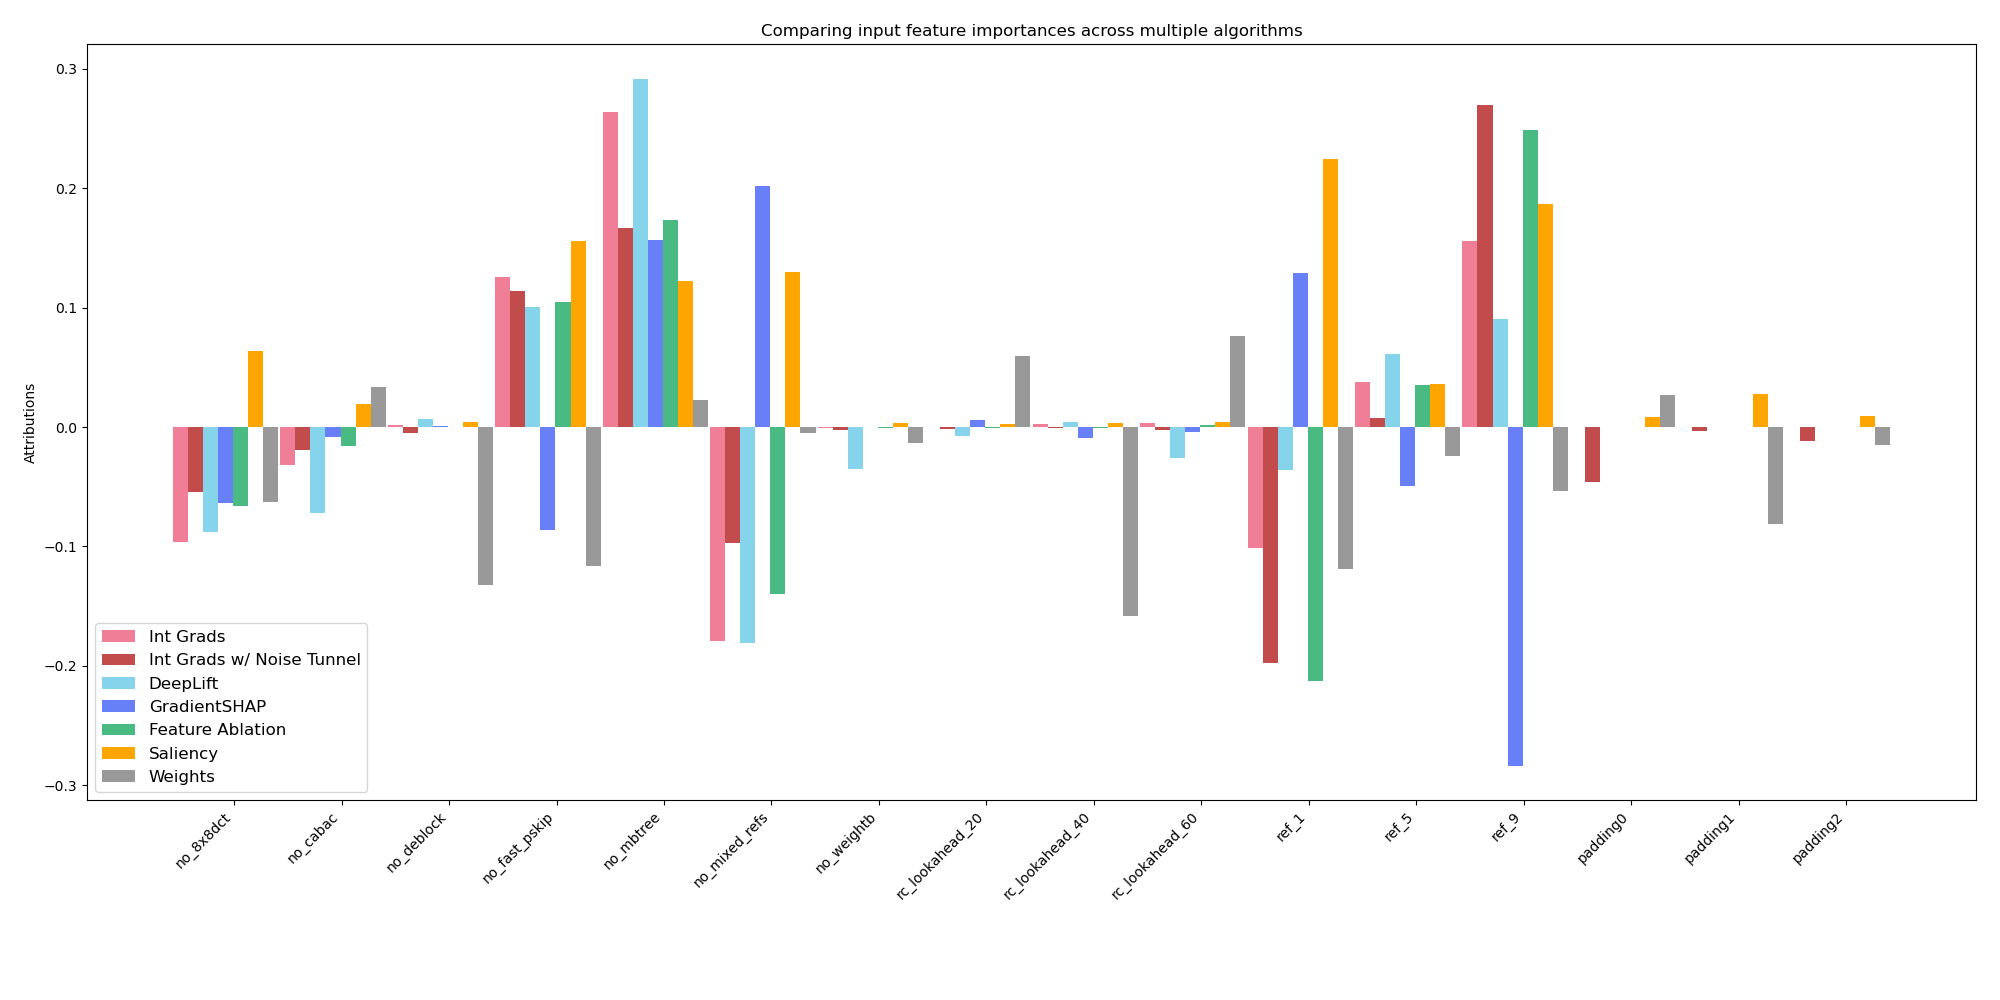 Comparing input feature importances across multiple algorithms
Attributions
0.3
0.2
0.1
0.0
−0.1
−0.2
−0.3
Int Grads
Int Grads w/ Noise Tunnel
DeepLift
GradientSHAP
Feature Ablation
Saliency
Weights
no_8x8dct
no_cabac
no_deblock
no_fast_pskip
no_mbtree
no_mixed_refs
no_weightb
rc_lookahead_20
rc_lookahead_40
rc_lookahead_60
ref_1
ref_5
ref_9
padding0
padding1
padding2